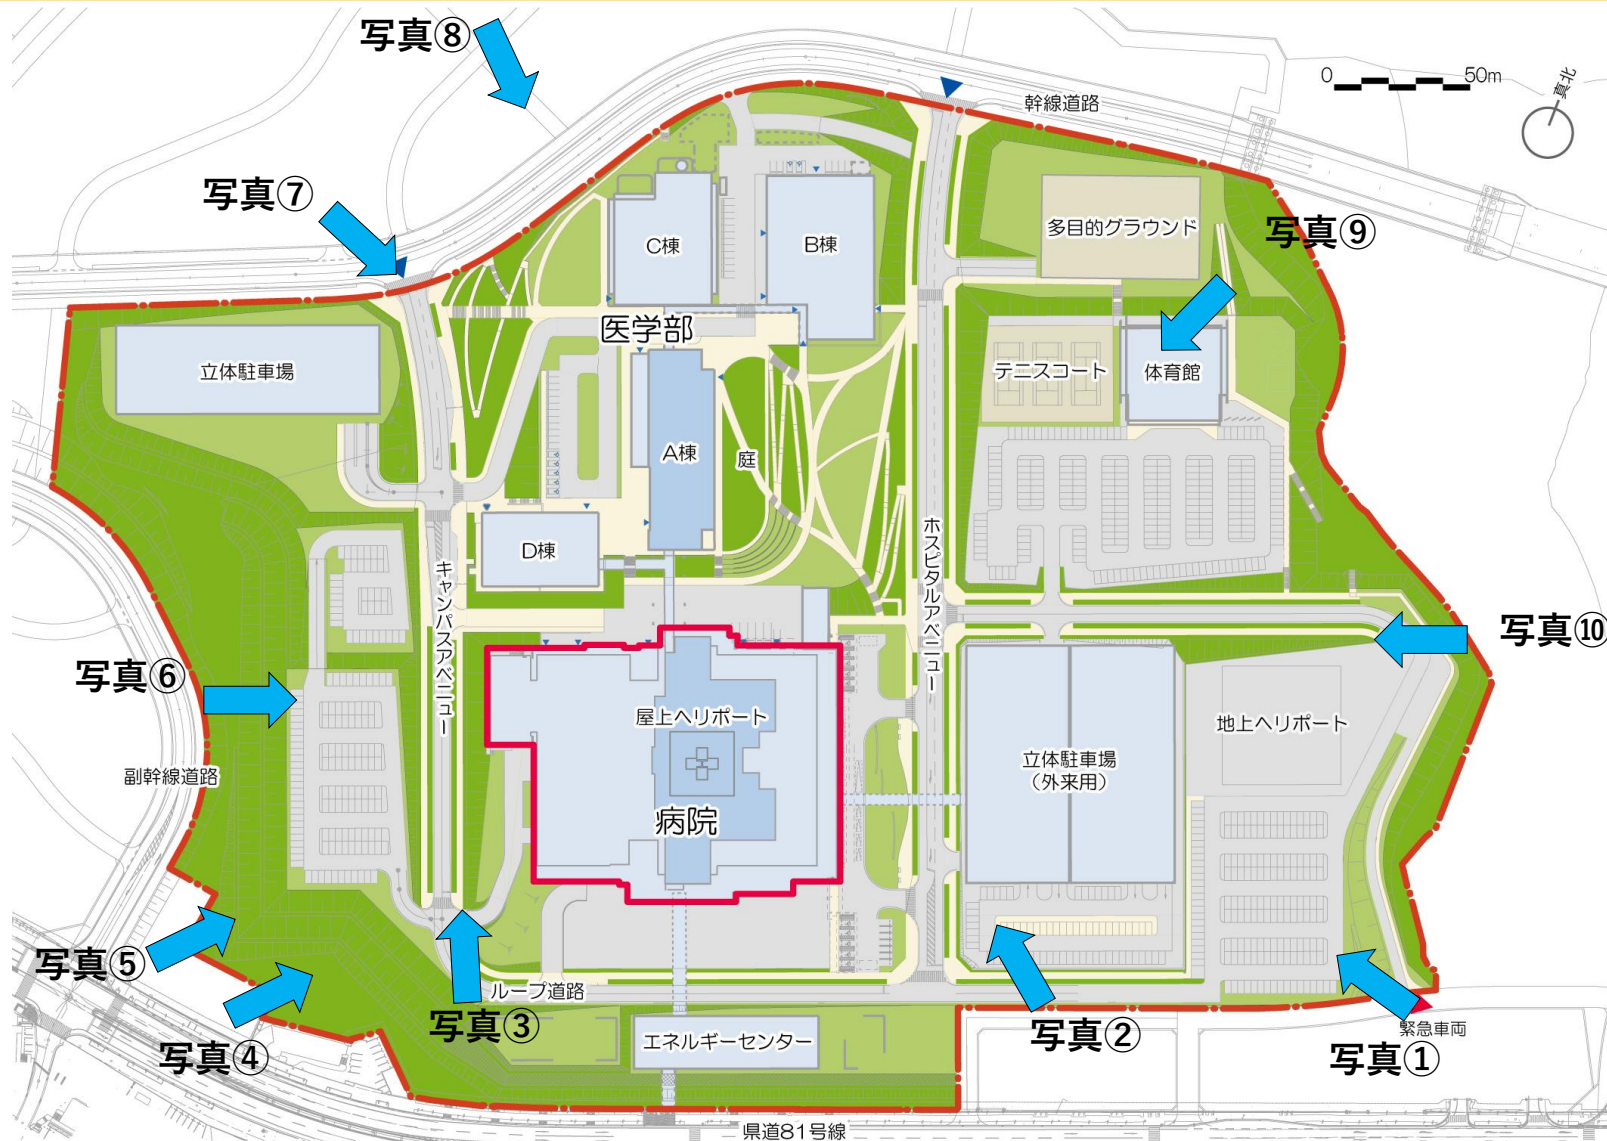 写真⑧
0 50m
真北
幹線道路
写真⑦
C棟
B棟
多目的グラウンド
写真⑨
医学部
立体駐車場
テニスコート
体育館
A棟
庭
D棟
キャンパスアベニュー
ホスピタルアベニュー
写真⑩
写真⑥
屋上ヘリポート
地上ヘリポート
副幹線道路
立体駐車場
（外来用）
病院
写真⑤
ループ道路
写真③
写真②
緊急車両
写真④
エネルギーセンター
写真①
県道81号線